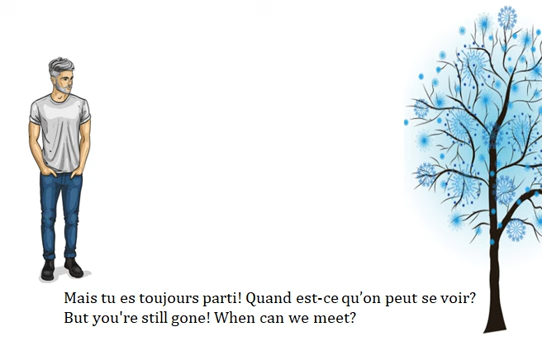 Mais tu es toujours parti! Quand est-ce qu’on peut se voir?
But you're still gone! When can we meet?